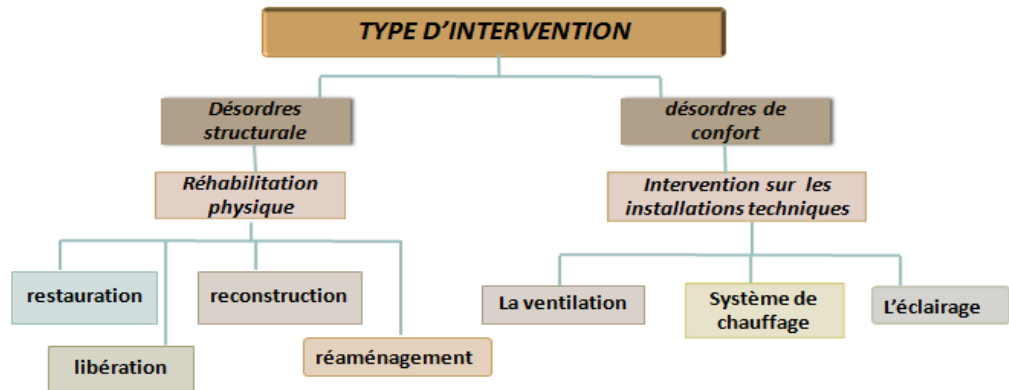 TYPE D'INTERVENTION
Désordres
structurale
désordres de
confort
Réhabilitation
physique
Intervention sur les
installations techniques
restauration
reconstruction
libération
réaménagement
La ventilation
Système de
chauffage
L'éclairage